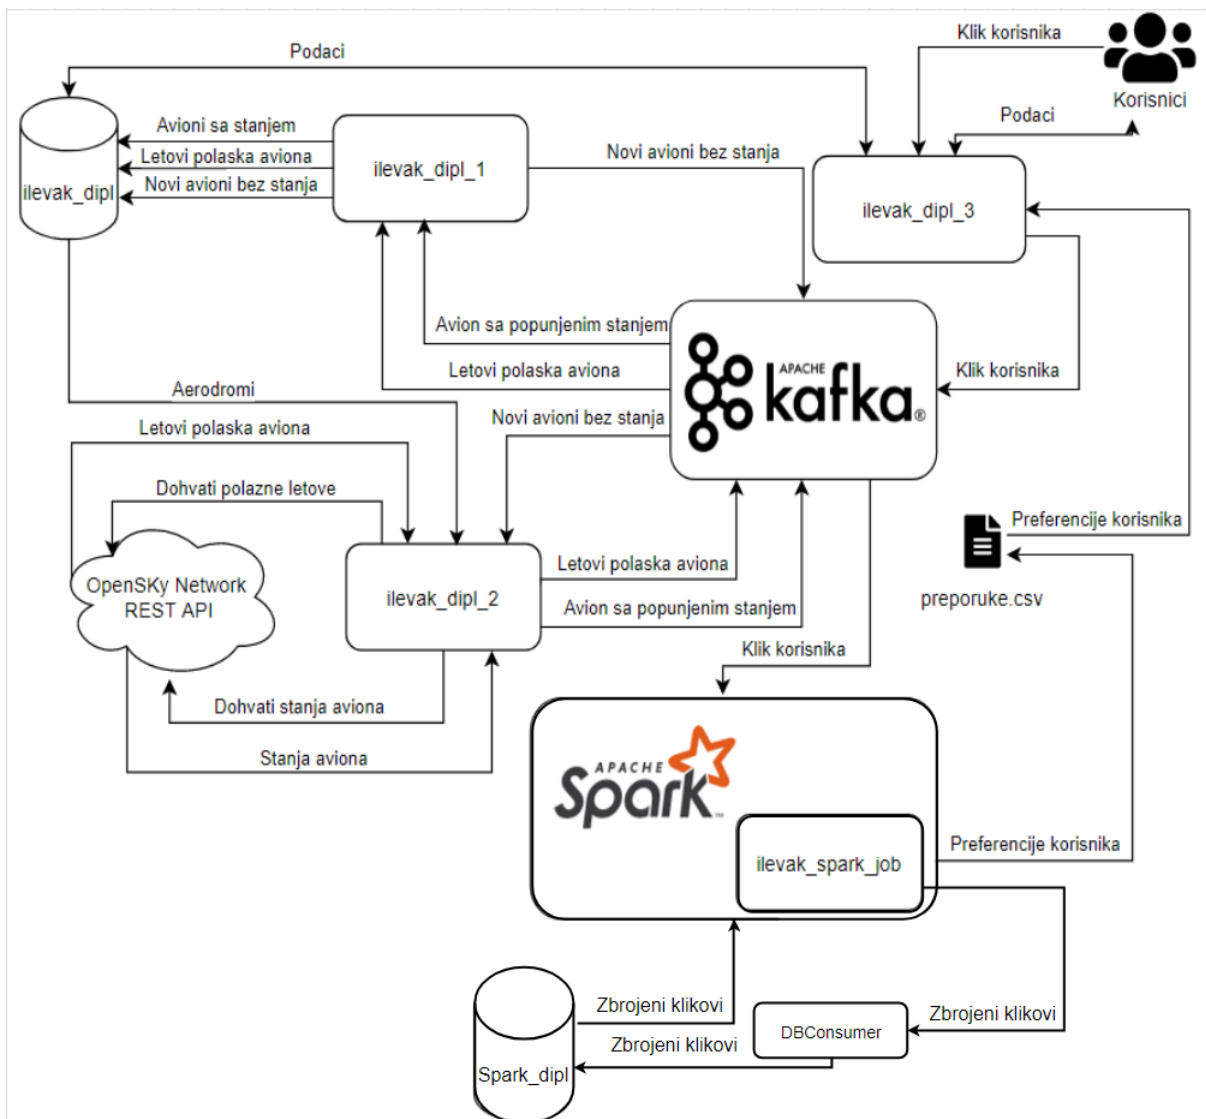 Klik korisnika
Podaci
Korisnici
Podaci
Avioni sa stanjem
Letovi polaska aviona
Novi avioni bez stanja
ilevak_dipl
ilevak_dipl_1
Novi avioni bez stanja
ilevak_dipl_3
Avion sa popunjenim stanjem
Letovi polaska aviona
APACHE
kafka®
Klik korisnika
Aerodromi
Novi avioni bez stanja
Letovi polaska aviona
Dohvati polazne letove
Preferencije korisnika
OpenSKy Network
REST API
ilevak_dipl_2
Letovi polaska aviona
Avion sa popunjenim stanjem
preporuke.csv
Klik korisnika
Dohvati stanja aviona
Stanja aviona
APACHE
Spark™
ilevak_spark_job
Preferencije korisnika
Zbrojeni klikovi
Zbrojeni klikovi
DBConsumer
Zbrojeni klikovi
Spark_dipl